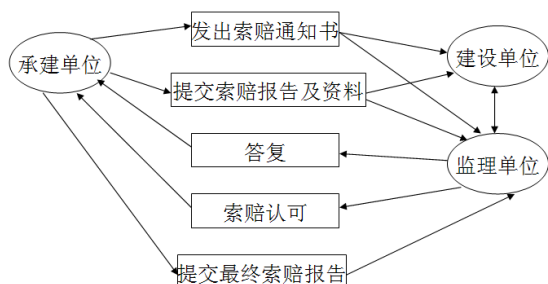 发出索赔通知书
承建单位
建设单位
提交索赔报告及资料
答复
监理单位
索赔认可
提交最终索赔报告